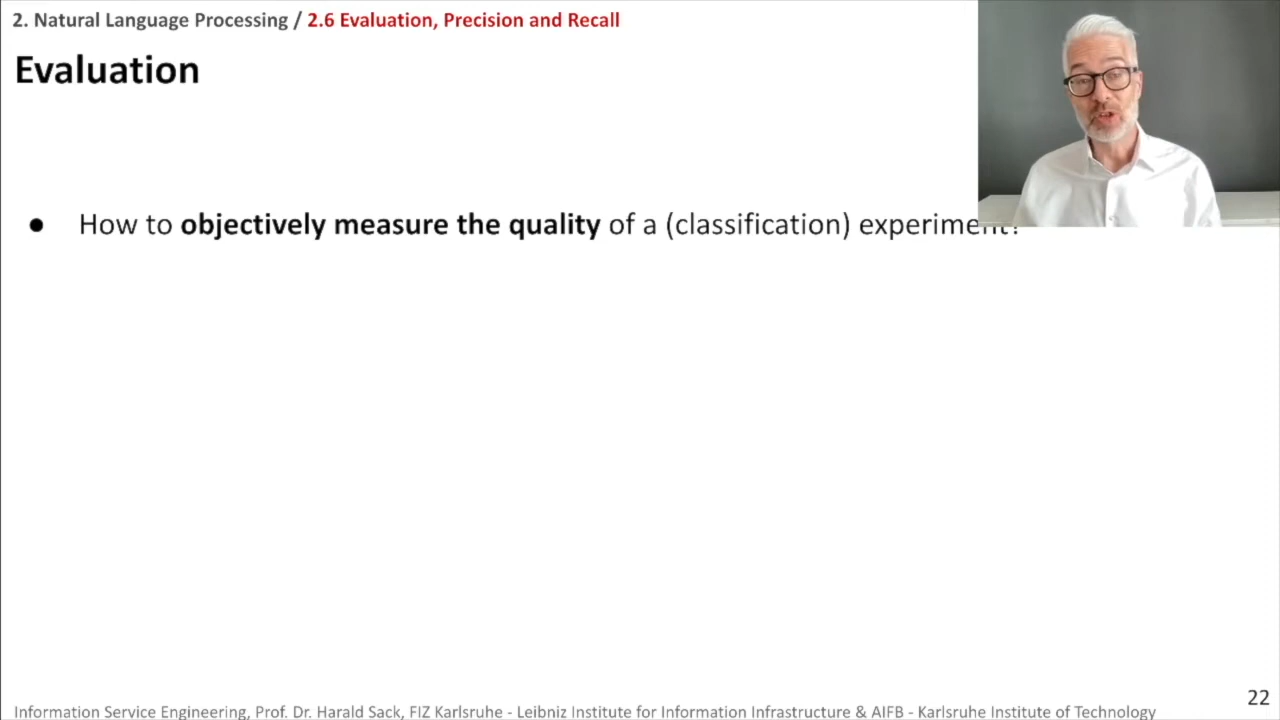 2. Natural Language Processing / 2.6 Evaluation, Precision and Recall
Evaluation
● How to objectively measure the quality of a (classification) experiment?
22
Information Service Engineering, Prof. Dr. Harald Sack, FIZ Karlsruhe - Leibniz Institute for Information Infrastructure & AIFB - Karlsruhe Institute of Technology